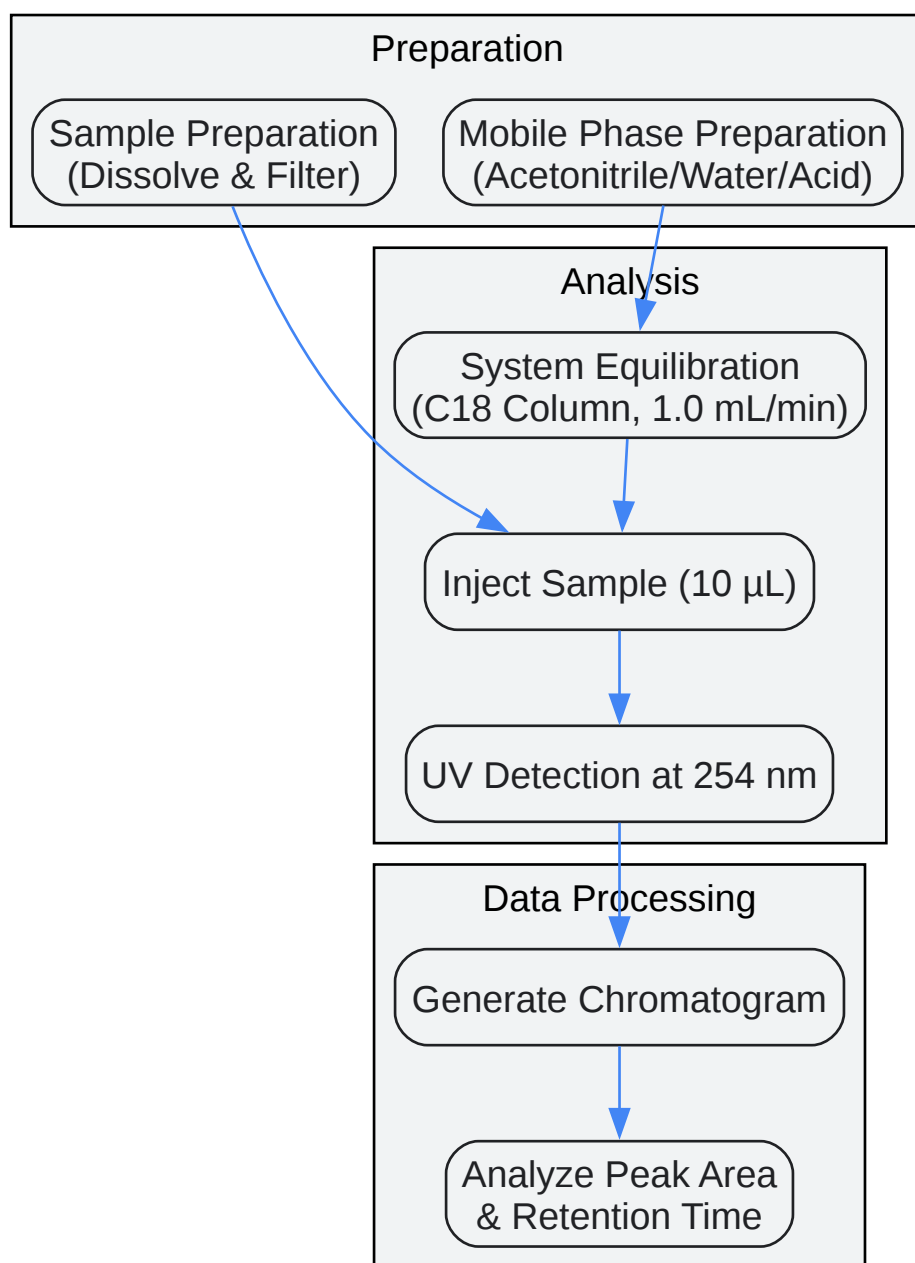 Preparation
Sample Preparation
(Dissolve & Filter)
Mobile Phase Preparation
(Acetonitrile/Water/Acid)
Analysis
System Equilibration
(C18 Column, 1.0 mL/min)
Inject Sample (10 µL)
UV Detection at 254 nm
Data Processing
Generate Chromatogram
Analyze Peak Area
& Retention Time